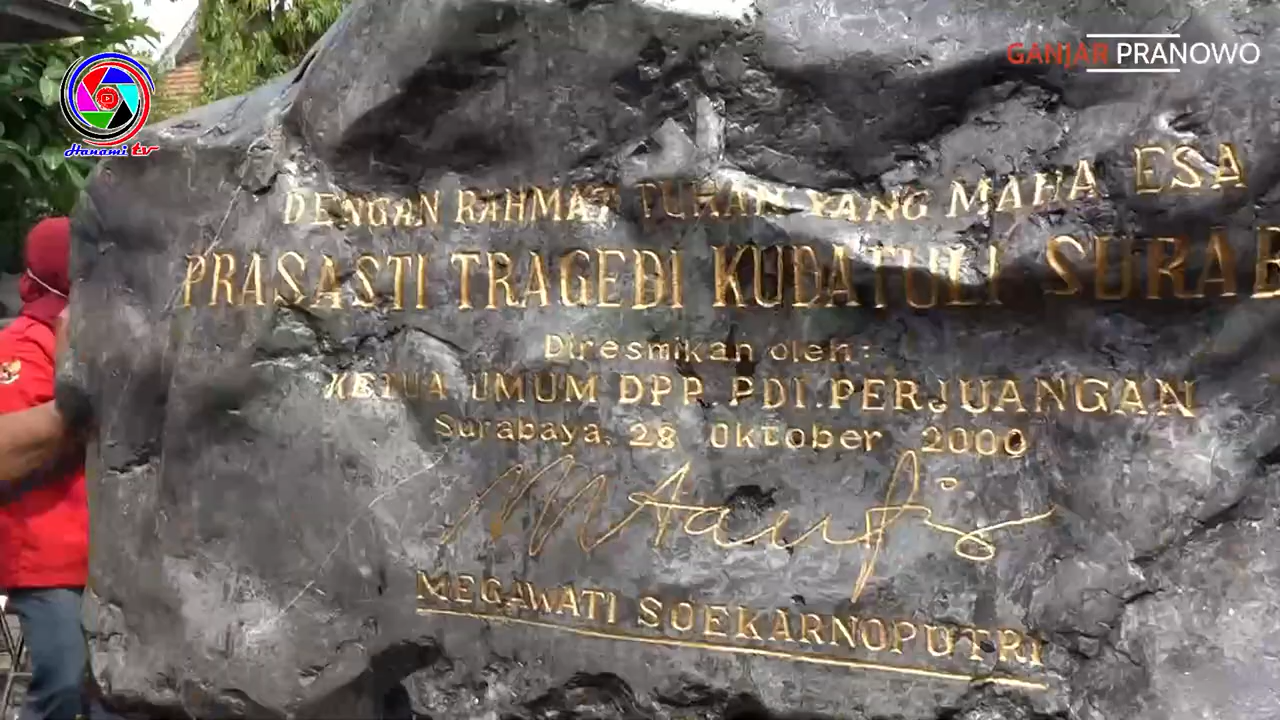 GANJAR PRANOWO
Hanami tv
DENGAN RAHMAT TUHAN YANG MAHA ESA
PRASASTI TRAGEDI KUDATULI SURAB
Diresmikan oleh:
KETUA UMUM DPP. PDI. PERJUANGAN
Surabaya, 28 Oktober 2000
MEGAWATI SOEKARNOPUTRI